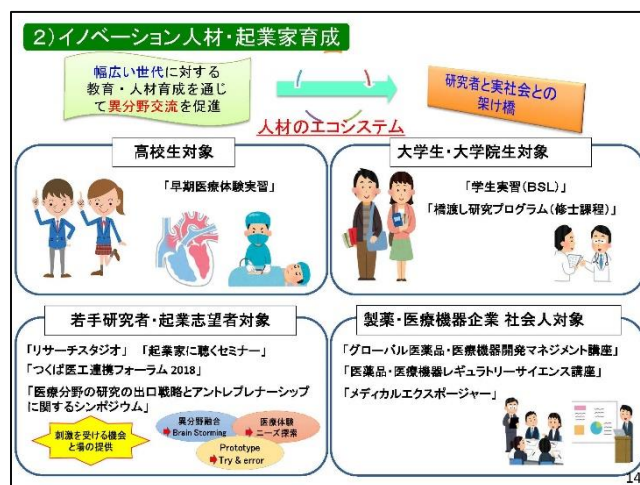 2)イノベーション人材・起業家育成
幅広い世代に対する
教育・人材育成を通じ
て異分野交流を促進
研究者と実社会との
架け橋
人材のエコシステム
高校生対象
「早期医療体験実習」
大学生・大学院生対象
「学生実習(BSL)」
「橋渡し研究プログラム(修士課程)」
若手研究者・起業志望者対象
「リサーチスタジオ」 「起業家に聴くセミナー」
「つくば医工連携フォーラム 2018」
「医療分野の研究の出口戦略とアントレプレナーシップ
に関するシンポジウム」
刺激を受ける機会
と場の提供
異分野融合
➡Brain Storming
医療体験
➡ニーズ探索
Prototype
➡Try & error
製薬・医療機器企業 社会人対象
「グローバル医薬品・医療機器開発マネジメント講座」
「医薬品・医療機器レギュラトリーサイエンス講座」
「メディカルエクスポージャー」
14